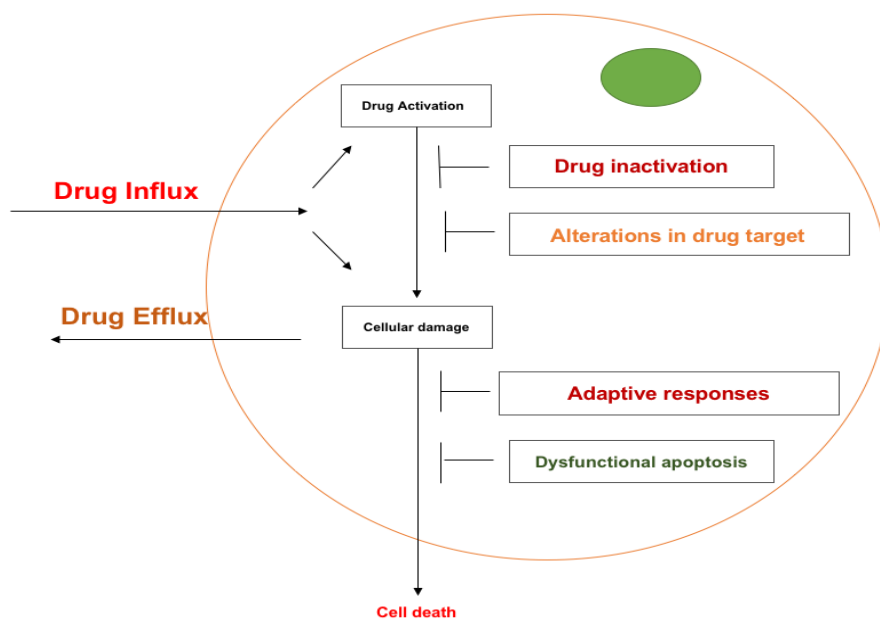 Drug Activation
Drug inactivation
Drug Influx
Alterations in drug target
Drug Efflux
Cellular damage
Adaptive responses
Dysfunctional apoptosis
Cell death